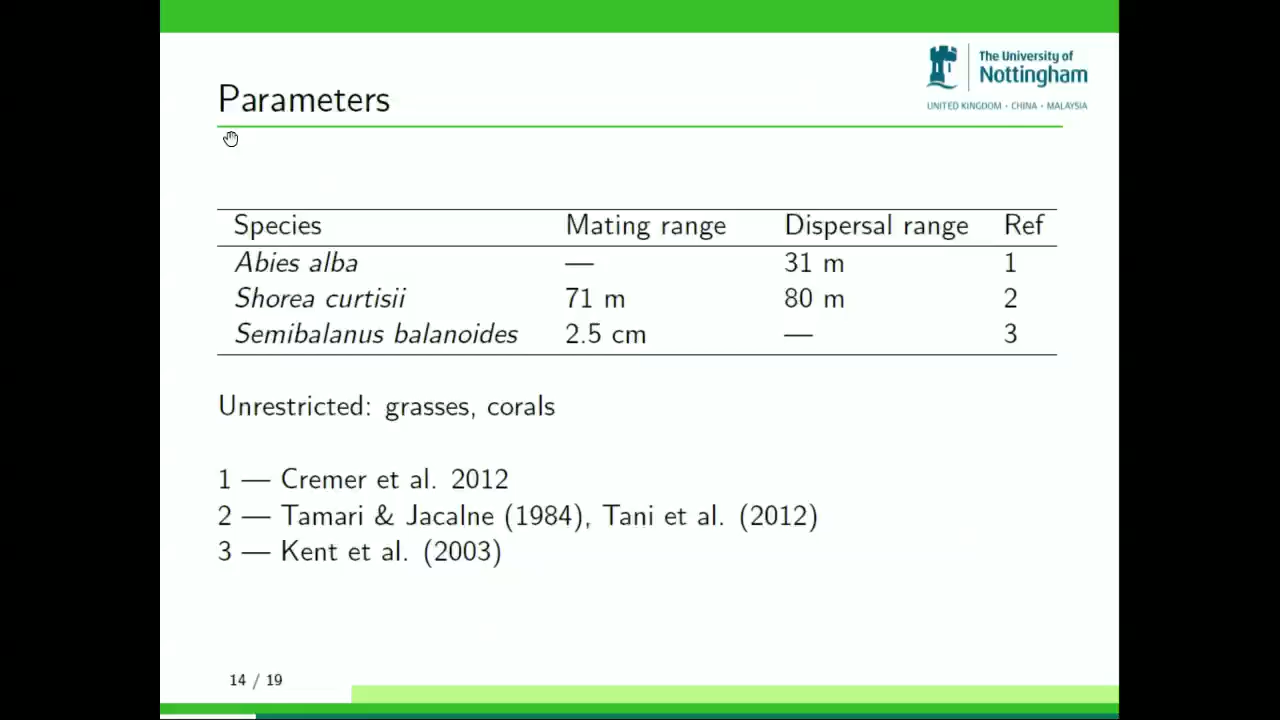 The University of
Nottingham
UNITED KINGDOM · CHINA · MALAYSIA
Parameters
Species Mating range Dispersal range Ref
Abies alba — 31 m 1
Shorea curtisii 71 m 80 m 2
Semibalanus balanoides 2.5 cm — 3
Unrestricted: grasses, corals
1 — Cremer et al. 2012
2 — Tamari & Jacalne (1984), Tani et al. (2012)
3 — Kent et al. (2003)
14 / 19